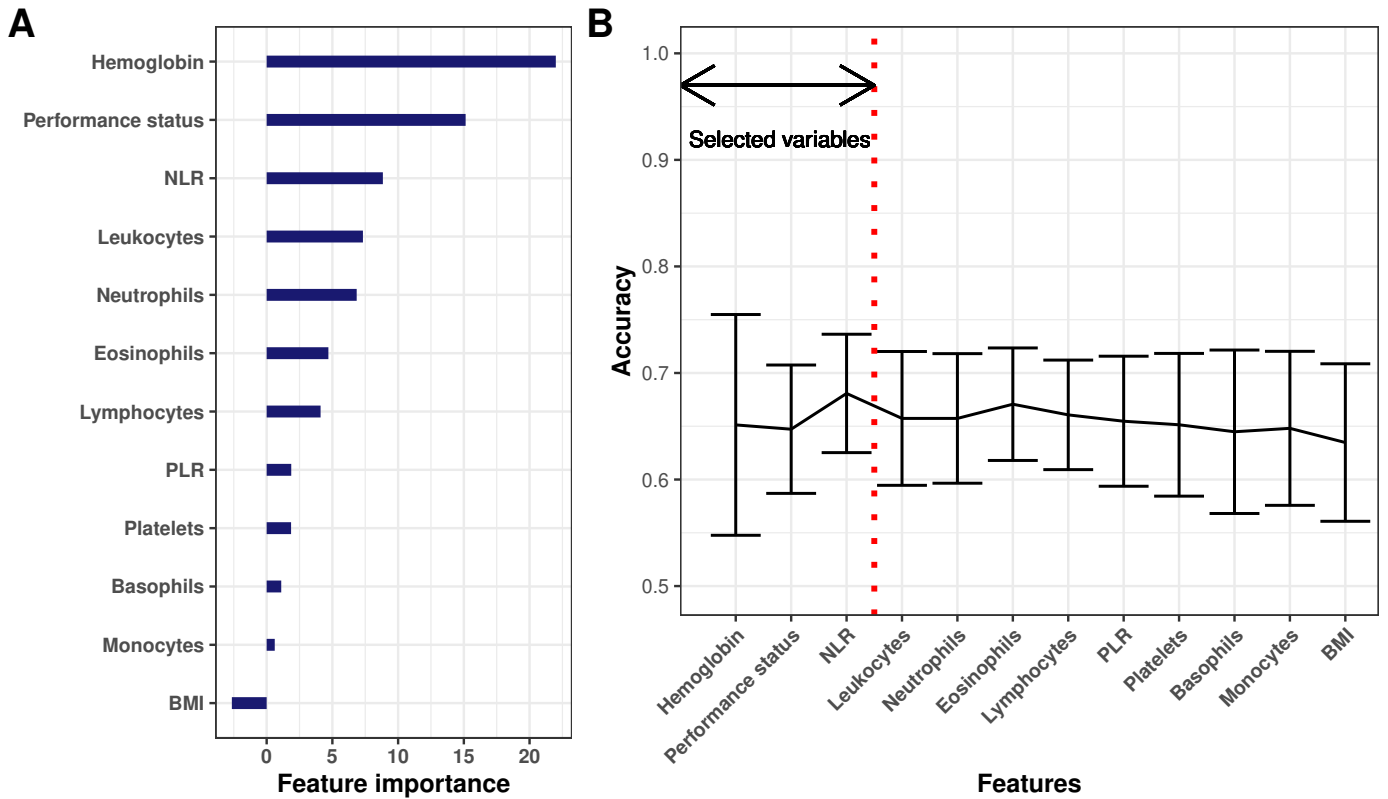 A
Hemoglobin
Performance status
NLR
Leukocytes
Neutrophils
Eosinophils
Lymphocytes
PLR
Platelets
Basophils
Monocytes
BMI
0 5 10 15 20
Feature importance
B
1.0
0.9
0.8
0.7
0.6
0.5
Accuracy
Selected variables
Hemoglobin
Performance status
NLR
Leukocytes
Neutrophils
Eosinophils
Lymphocytes
PLR
Platelets
Basophils
Monocytes
BMI
Features